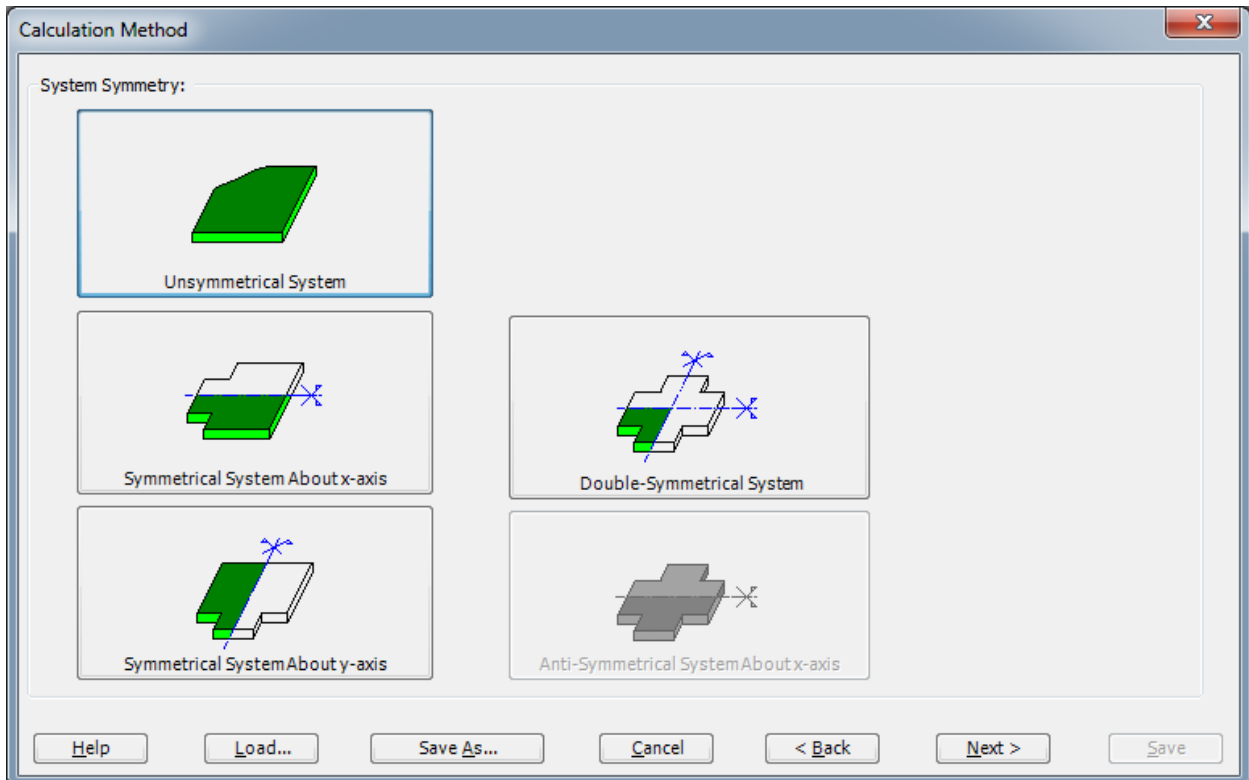 Calculation Method
System Symmetry:
Unsymmetrical System
Symmetrical System About x-axis
Double-Symmetrical System
Symmetrical System About y-axis
Anti-Symmetrical System About x-axis
Help
Load...
Save As...
Cancel
< Back
Next >
Save